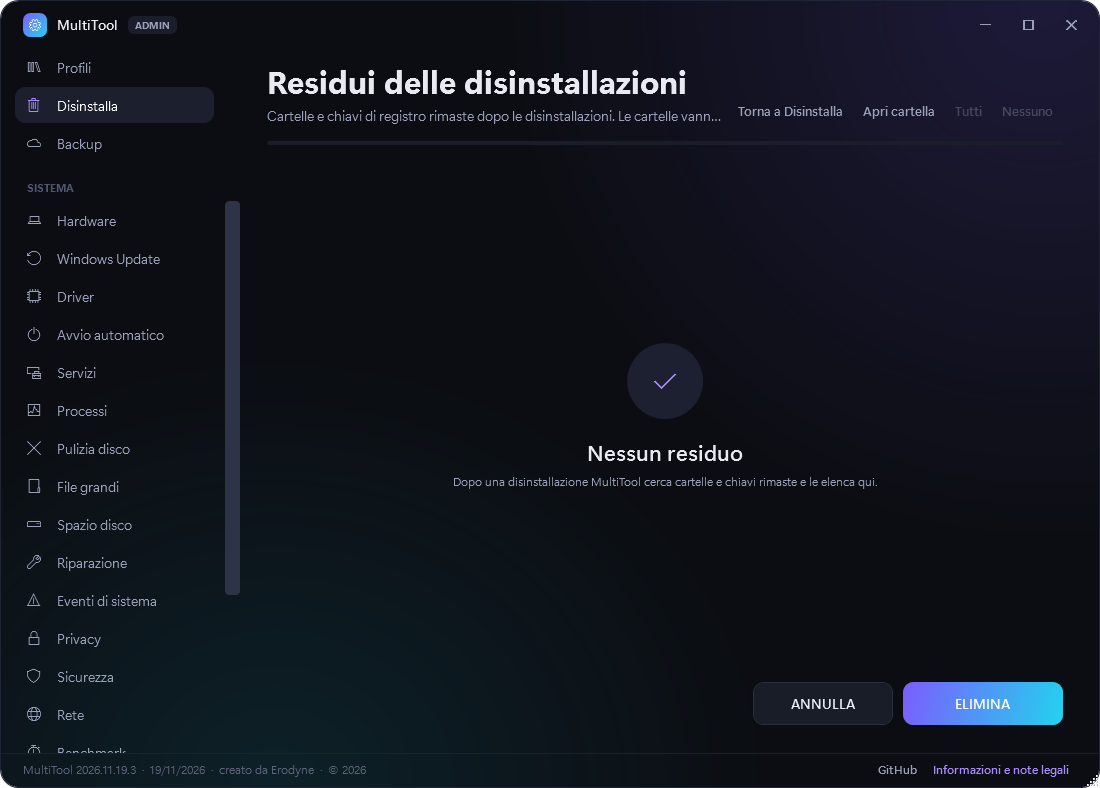 MultiTool ADMIN
Profili
Disinstalla
Backup
SISTEMA
Hardware
Windows Update
Driver
Avvio automatico
Servizi
Processi
Pulizia disco
File grandi
Spazio disco
Riparazione
Eventi di sistema
Privacy
Sicurezza
Rete
Benchmark
Residui delle disinstallazioni
Cartelle e chiavi di registro rimaste dopo le disinstallazioni. Le cartelle vann...
Torna a Disinstalla Apri cartella Tutti Nessuno
Nessun residuo
Dopo una disinstallazione MultiTool cerca cartelle e chiavi rimaste e le elenca qui.
ANNULLA ELIMINA
MultiTool 2026.11.19.3 · 19/11/2026 · creato da Erodyne · © 2026
GitHub Informazioni e note legali